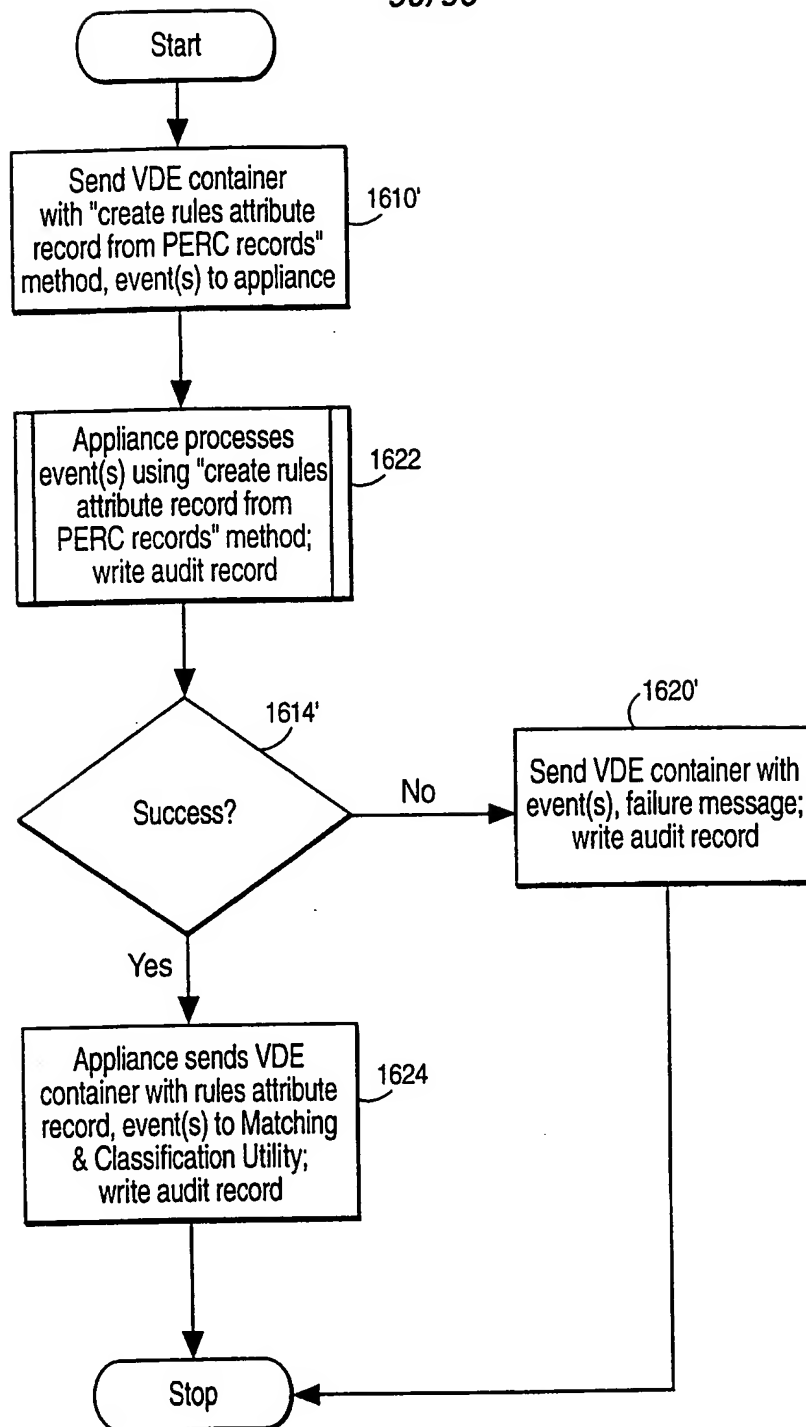 Start
Send VDE container
with "create rules attribute
record from PERC records"
method, event(s) to appliance
1610'
Appliance processes
event(s) using "create rules
attribute record from
PERC records" method;
write audit record
1622
1614'
Success?
No
1620'
Send VDE container with
event(s), failure message;
write audit record
Yes
Appliance sends VDE
container with rules attribute
record, event(s) to Matching
& Classification Utility;
write audit record
1624
Stop